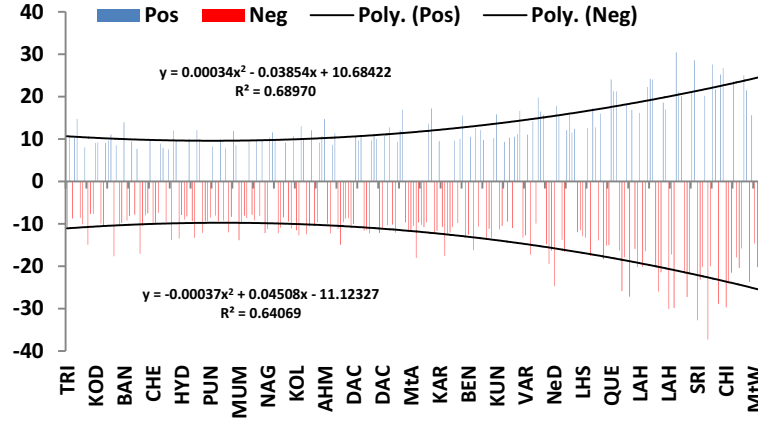 Pos Neg Poly. (Pos) Poly. (Neg)
40
30
20
10
0
-10
-20
-30
-40
y = 0.00034x² - 0.03854x + 10.68422
R² = 0.68970
y = -0.00037x² + 0.04508x - 11.12327
R² = 0.64069
TRI
KOD
BAN
CHE
HYD
PUN
MUM
NAG
KOL
AHM
DAC
DAC
MtA
KAR
BEN
KUN
VAR
NeD
LHS
QUE
LAH
LAH
SRI
CHI
MtW